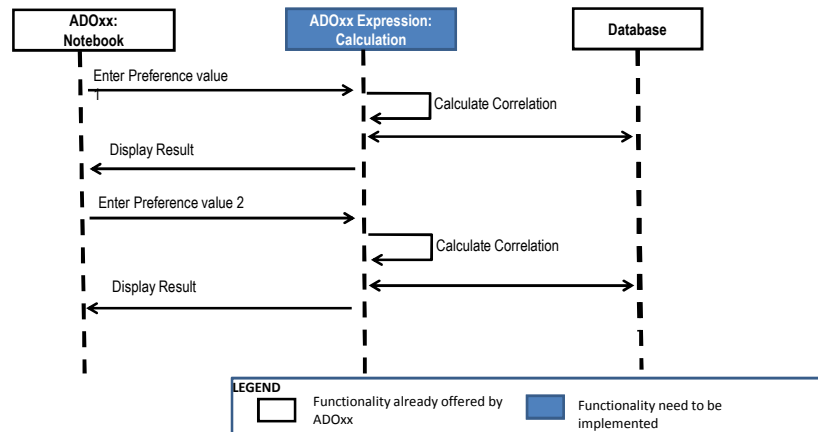 ADOxx:
Notebook
ADOxx Expression:
Calculation
Database
Enter Preference value
1
Calculate Correlation
Display Result
Enter Preference value 2
Calculate Correlation
Display Result
LEGEND
Functionality already offered by
ADOxx
Functionality need to be
implemented